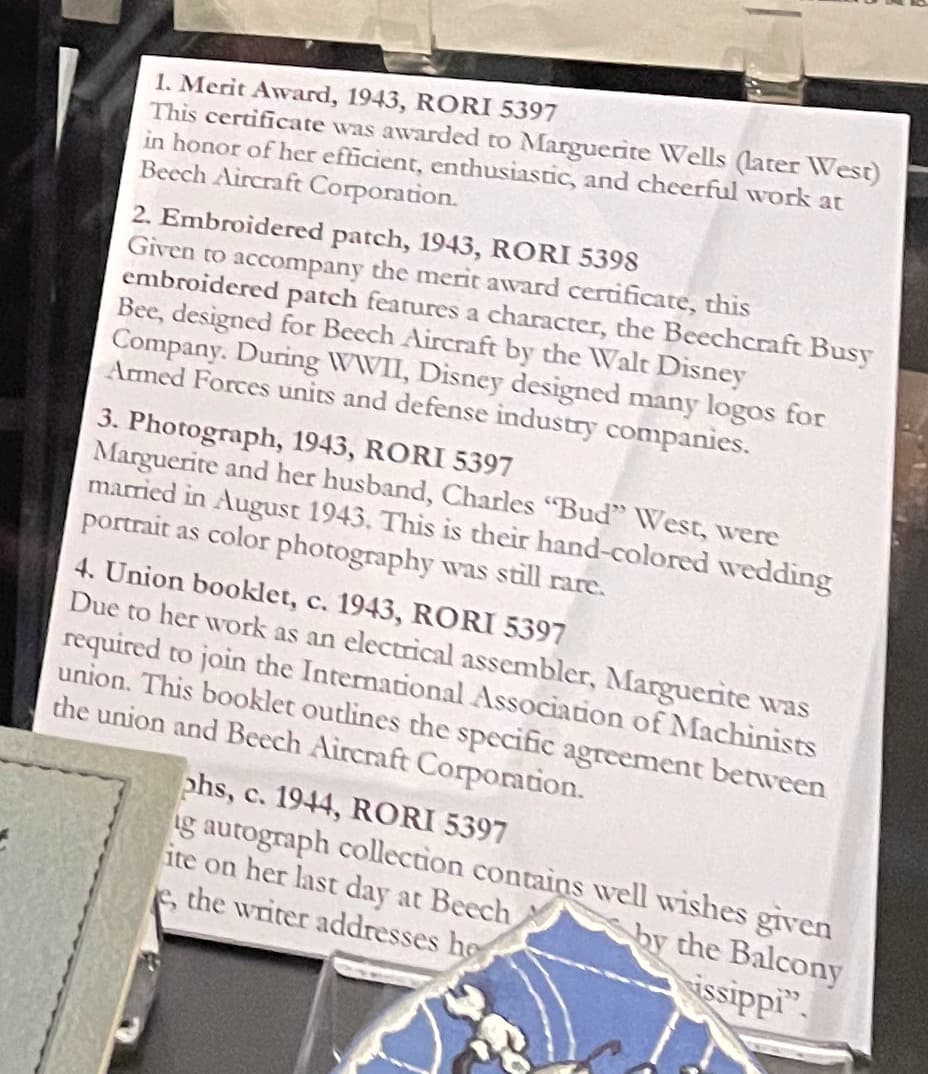 1. Merit Award, 1943, RORI 5397
This certificate was awarded to Marguerite Wells (later West)
in honor of her efficient, enthusiastic, and cheerful work at
Beech Aircraft Corporation.
2. Embroidered patch, 1943, RORI 5398
Given to accompany the merit award certificate, this
embroidered patch features a character, the Beechcraft Busy
Bee, designed for Beech Aircraft by the Walt Disney
Company. During WWII, Disney designed many logos for
Armed Forces units and defense industry companies.
3. Photograph, 1943, RORI 5397
Marguerite and her husband, Charles “Bud” West, were
married in August 1943. This is their hand-colored wedding
portrait as color photography was still rare.
4. Union booklet, c. 1943, RORI 5397
Due to her work as an electrical assembler, Marguerite was
required to join the International Association of Machinists
union. This booklet outlines the specific agreement between
the union and Beech Aircraft Corporation.
phs, c. 1944, RORI 5397
autograph collection contains well wishes given
ite on her last day at Beech by the Balcony
the writer addresses issippi”.